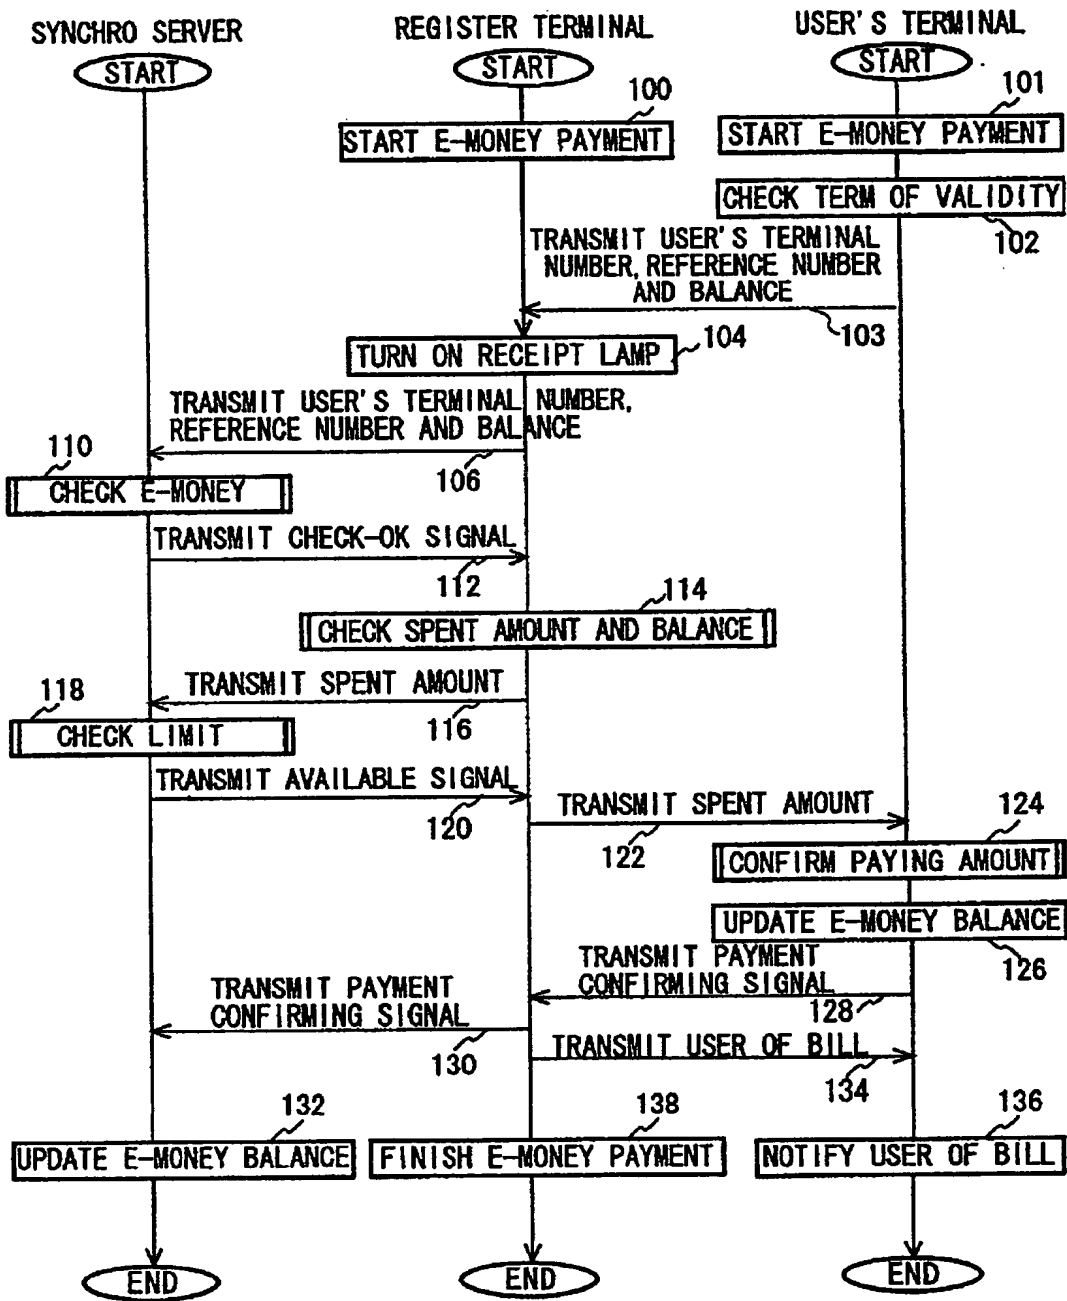 SYNCHRO SERVER
REGISTER TERMINAL
USER'S TERMINAL
START
START
START
100
101
START E-MONEY PAYMENT
START E-MONEY PAYMENT
CHECK TERM OF VALIDITY
102
TRANSMIT USER'S TERMINAL
NUMBER, REFERENCE NUMBER
AND BALANCE
103
TURN ON RECEIPT LAMP
104
TRANSMIT USER'S TERMINAL NUMBER,
REFERENCE NUMBER AND BALANCE
106
110
CHECK E-MONEY
TRANSMIT CHECK-OK SIGNAL
112
114
CHECK SPENT AMOUNT AND BALANCE
TRANSMIT SPENT AMOUNT
116
118
CHECK LIMIT
TRANSMIT AVAILABLE SIGNAL
120
TRANSMIT SPENT AMOUNT
122
124
CONFIRM PAYING AMOUNT
UPDATE E-MONEY BALANCE
126
TRANSMIT PAYMENT
CONFIRMING SIGNAL
128
TRANSMIT PAYMENT
CONFIRMING SIGNAL
130
TRANSMIT USER OF BILL
134
132
138
136
UPDATE E-MONEY BALANCE
FINISH E-MONEY PAYMENT
NOTIFY USER OF BILL
END
END
END